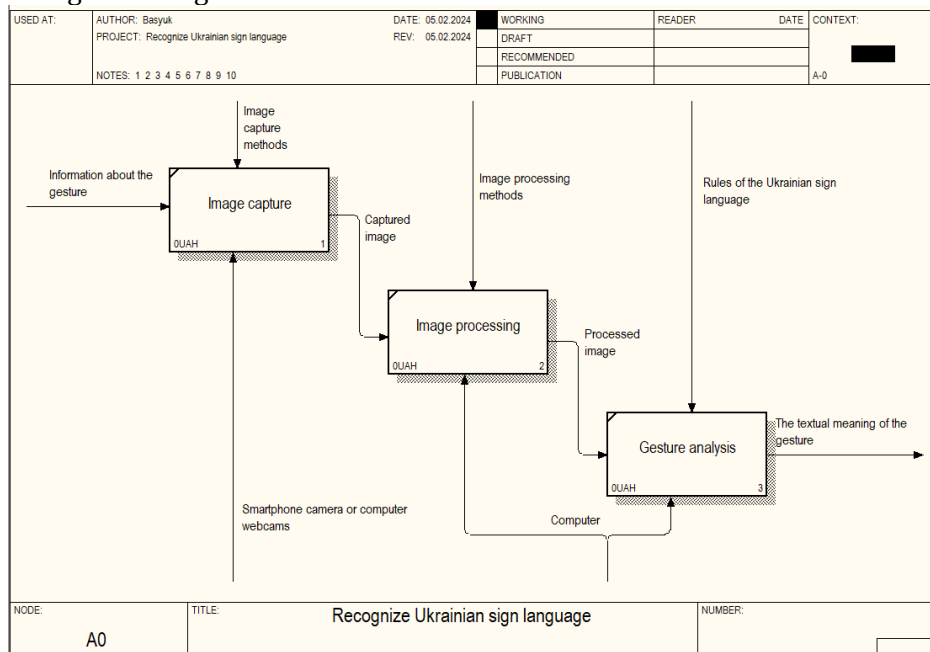 USED AT:
AUTHOR: Basyuk
DATE: 05.02.2024
WORKING
READER
DATE
CONTEXT:
PROJECT: Recognize Ukrainian sign language
REV: 05.02.2024
DRAFT
RECOMMENDED
NOTES: 1 2 3 4 5 6 7 8 9 10
PUBLICATION
A-0
Image
capture
methods
Information about the
gesture
Image capture
0UAH
1
Captured
image
Image processing
methods
Rules of the Ukrainian sign
language
Image processing
0UAH
2
Processed
image
Gesture analysis
0UAH
3
The textual meaning of the
gesture
Smartphone camera or computer
webcams
Computer
NODE:
A0
TITLE:
Recognize Ukrainian sign language
NUMBER: